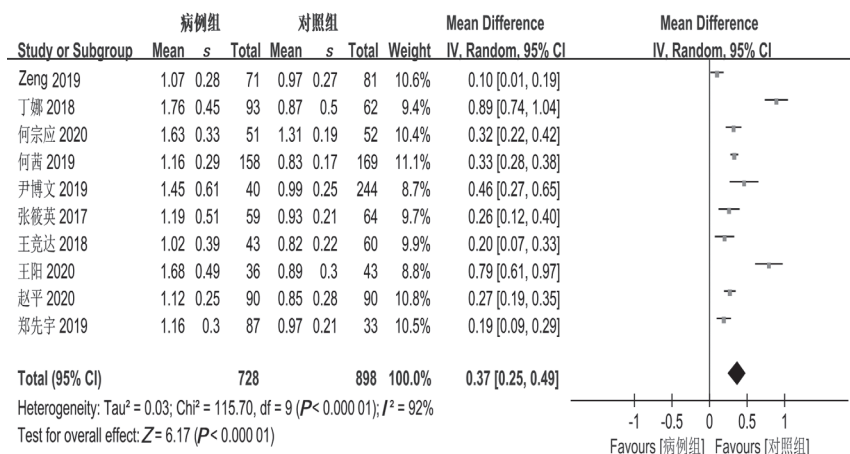 病例组 对照组 Mean Difference Mean Difference
Study or Subgroup Mean s Total Mean s Total Weight IV, Random, 95% CI IV, Random, 95% CI
Zeng 2019 1.07 0.28 71 0.97 0.27 81 10.6% 0.10 [0.01, 0.19]
丁娜 2018 1.76 0.45 93 0.87 0.5 62 9.4% 0.89 [0.74, 1.04]
何宗应 2020 1.63 0.33 51 1.31 0.19 52 10.4% 0.32 [0.22, 0.42]
何茜 2019 1.16 0.29 158 0.83 0.17 169 11.1% 0.33 [0.28, 0.38]
尹博文 2019 1.45 0.61 40 0.99 0.25 244 8.7% 0.46 [0.27, 0.65]
张筱英 2017 1.19 0.51 59 0.93 0.21 64 9.7% 0.26 [0.12, 0.40]
王竞达 2018 1.02 0.39 43 0.82 0.22 60 9.9% 0.20 [0.07, 0.33]
王阳 2020 1.68 0.49 36 0.89 0.3 43 8.8% 0.79 [0.61, 0.97]
赵平 2020 1.12 0.25 90 0.85 0.28 90 10.8% 0.27 [0.19, 0.35]
郑先宇 2019 1.16 0.3 87 0.97 0.21 33 10.5% 0.19 [0.09, 0.29]
Total (95% CI) 728 898 100.0% 0.37 [0.25, 0.49]
Heterogeneity: Tau² = 0.03; Chi² = 115.70, df = 9 (P< 0.000 01); I² = 92%
Test for overall effect: Z = 6.17 (P < 0.000 01)
-1 -0.5 0 0.5 1
Favours [病例组] Favours [对照组]